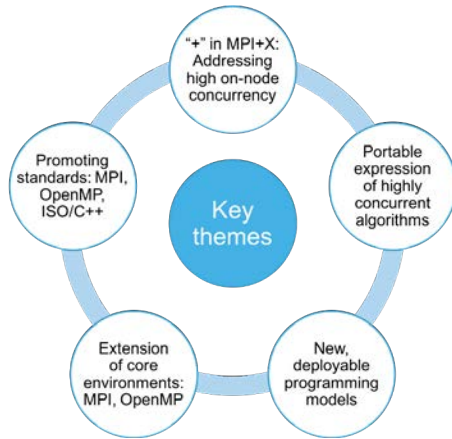 "+" in MPI+X:
Addressing
high on-node
concurrency
Portable
expression
of highly
concurrent
algorithms
New,
deployable
programming
models
Extension
of core
environments:
MPI, OpenMP
Promoting
standards: MPI,
OpenMP,
ISO/C++
Key
themes